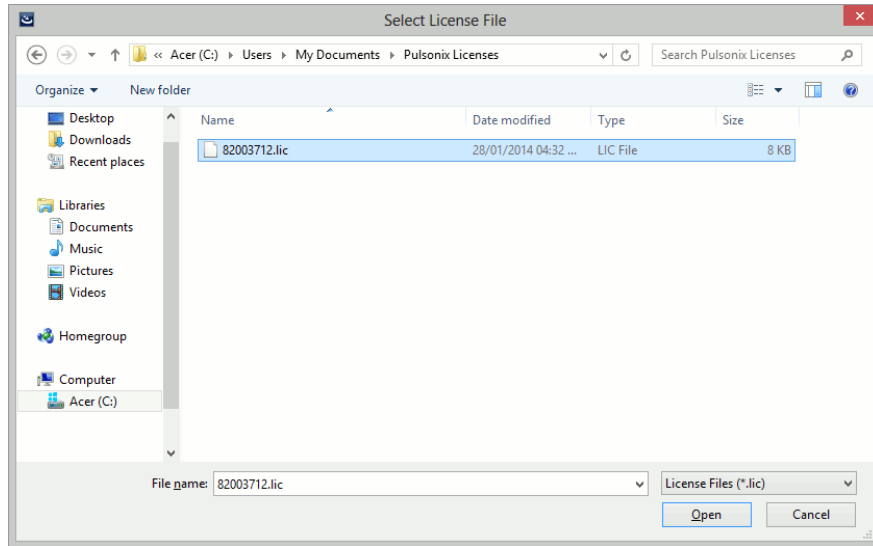 Select License File
« Acer (C:) Users My Documents Pulsonix Licenses Search Pulsonix Licenses
Organize New folder
Name Date modified Type Size
82003712.lic 28/01/2014 04:32 ... LIC File 8 KB
Desktop
Downloads
Recent places
Libraries
Documents
Music
Pictures
Videos
Homegroup
Computer
Acer (C:)
File name: 82003712.lic License Files (*.lic)
Open Cancel